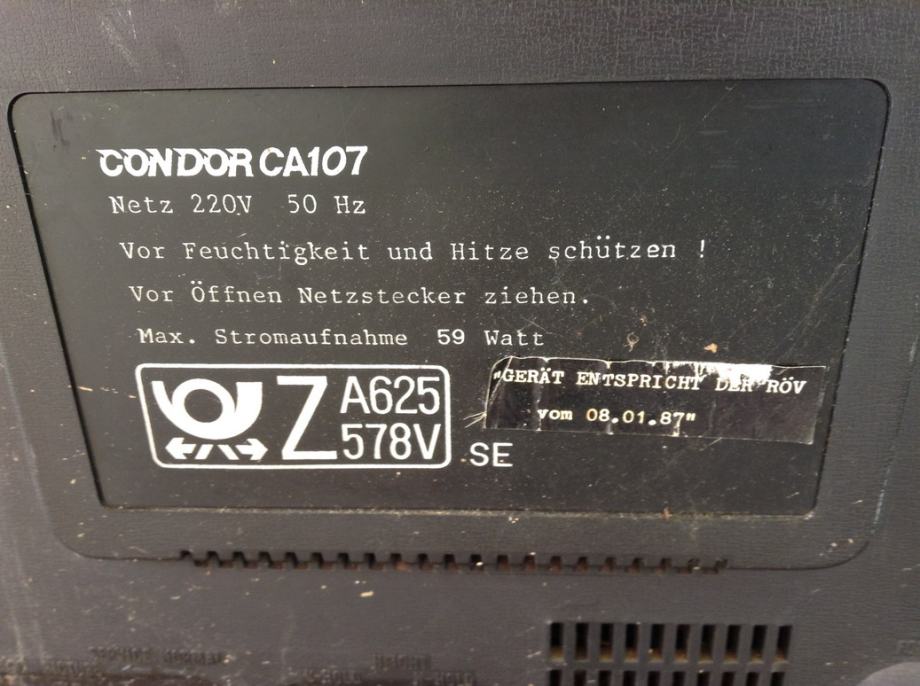 CONDOR CA107
Netz 220V 50 Hz
Vor Feuchtigkeit und Hitze schützen !
Vor Öffnen Netzstecker ziehen.
Max. Stromaufnahme 59 Watt
Z A625
578V
SE
"GERÄT ENTSPRICHT DER RÖV
vom 08.01.87"